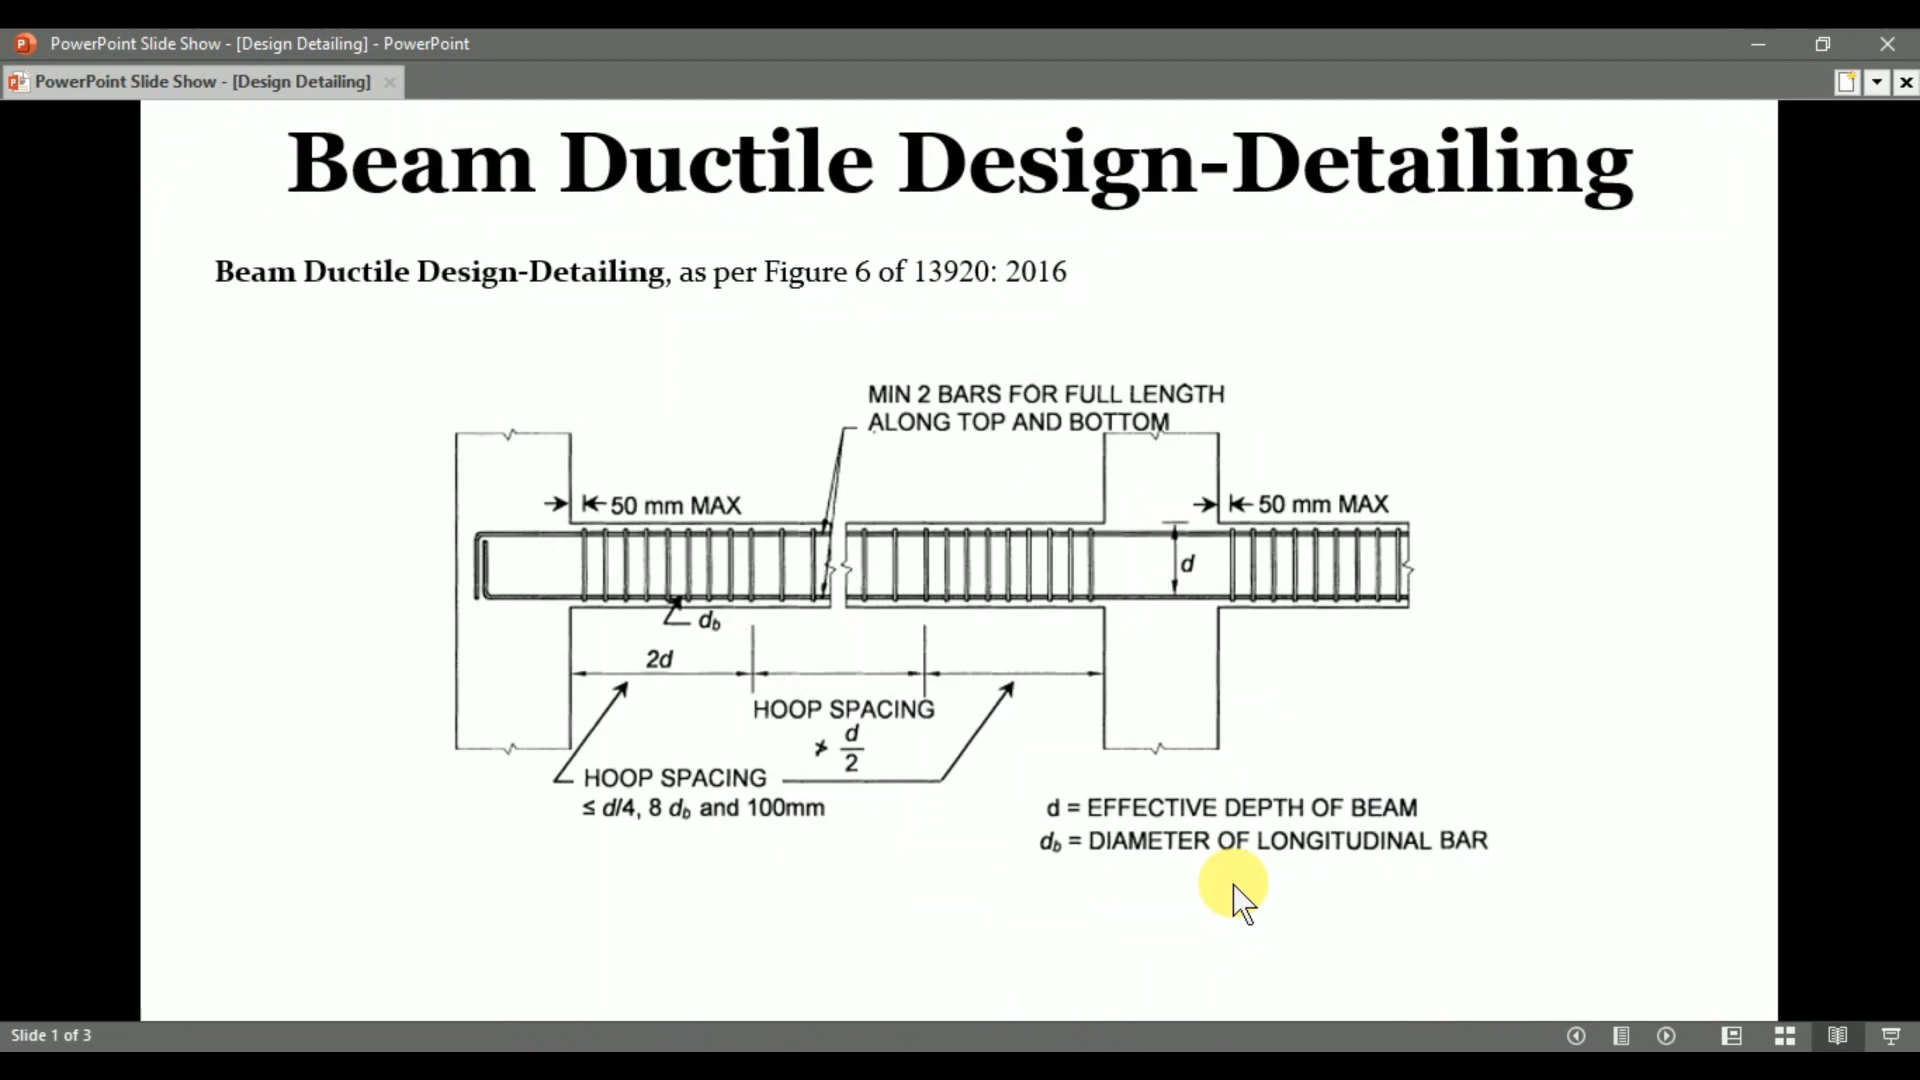 PowerPoint Slide Show - [Design Detailing] - PowerPoint
PowerPoint Slide Show - [Design Detailing]
Beam Ductile Design-Detailing
Beam Ductile Design-Detailing, as per Figure 6 of 13920: 2016
MIN 2 BARS FOR FULL LENGTH
ALONG TOP AND BOTTOM
50 mm MAX
50 mm MAX
d
db
2d
HOOP SPACING
≯ d/2
HOOP SPACING
≤ d/4, 8 db and 100mm
d = EFFECTIVE DEPTH OF BEAM
db = DIAMETER OF LONGITUDINAL BAR
Slide 1 of 3